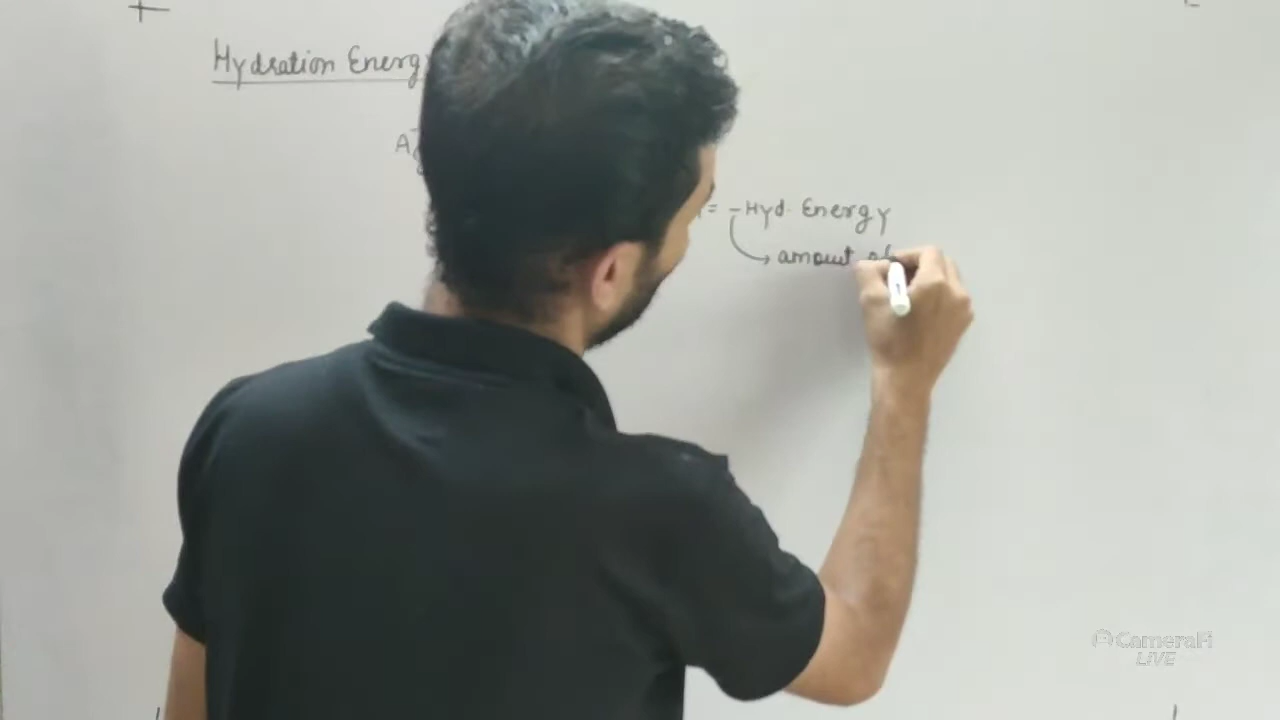 Hydration Energy
= -Hyd. Energy
amount of
CameraFi
LiVE